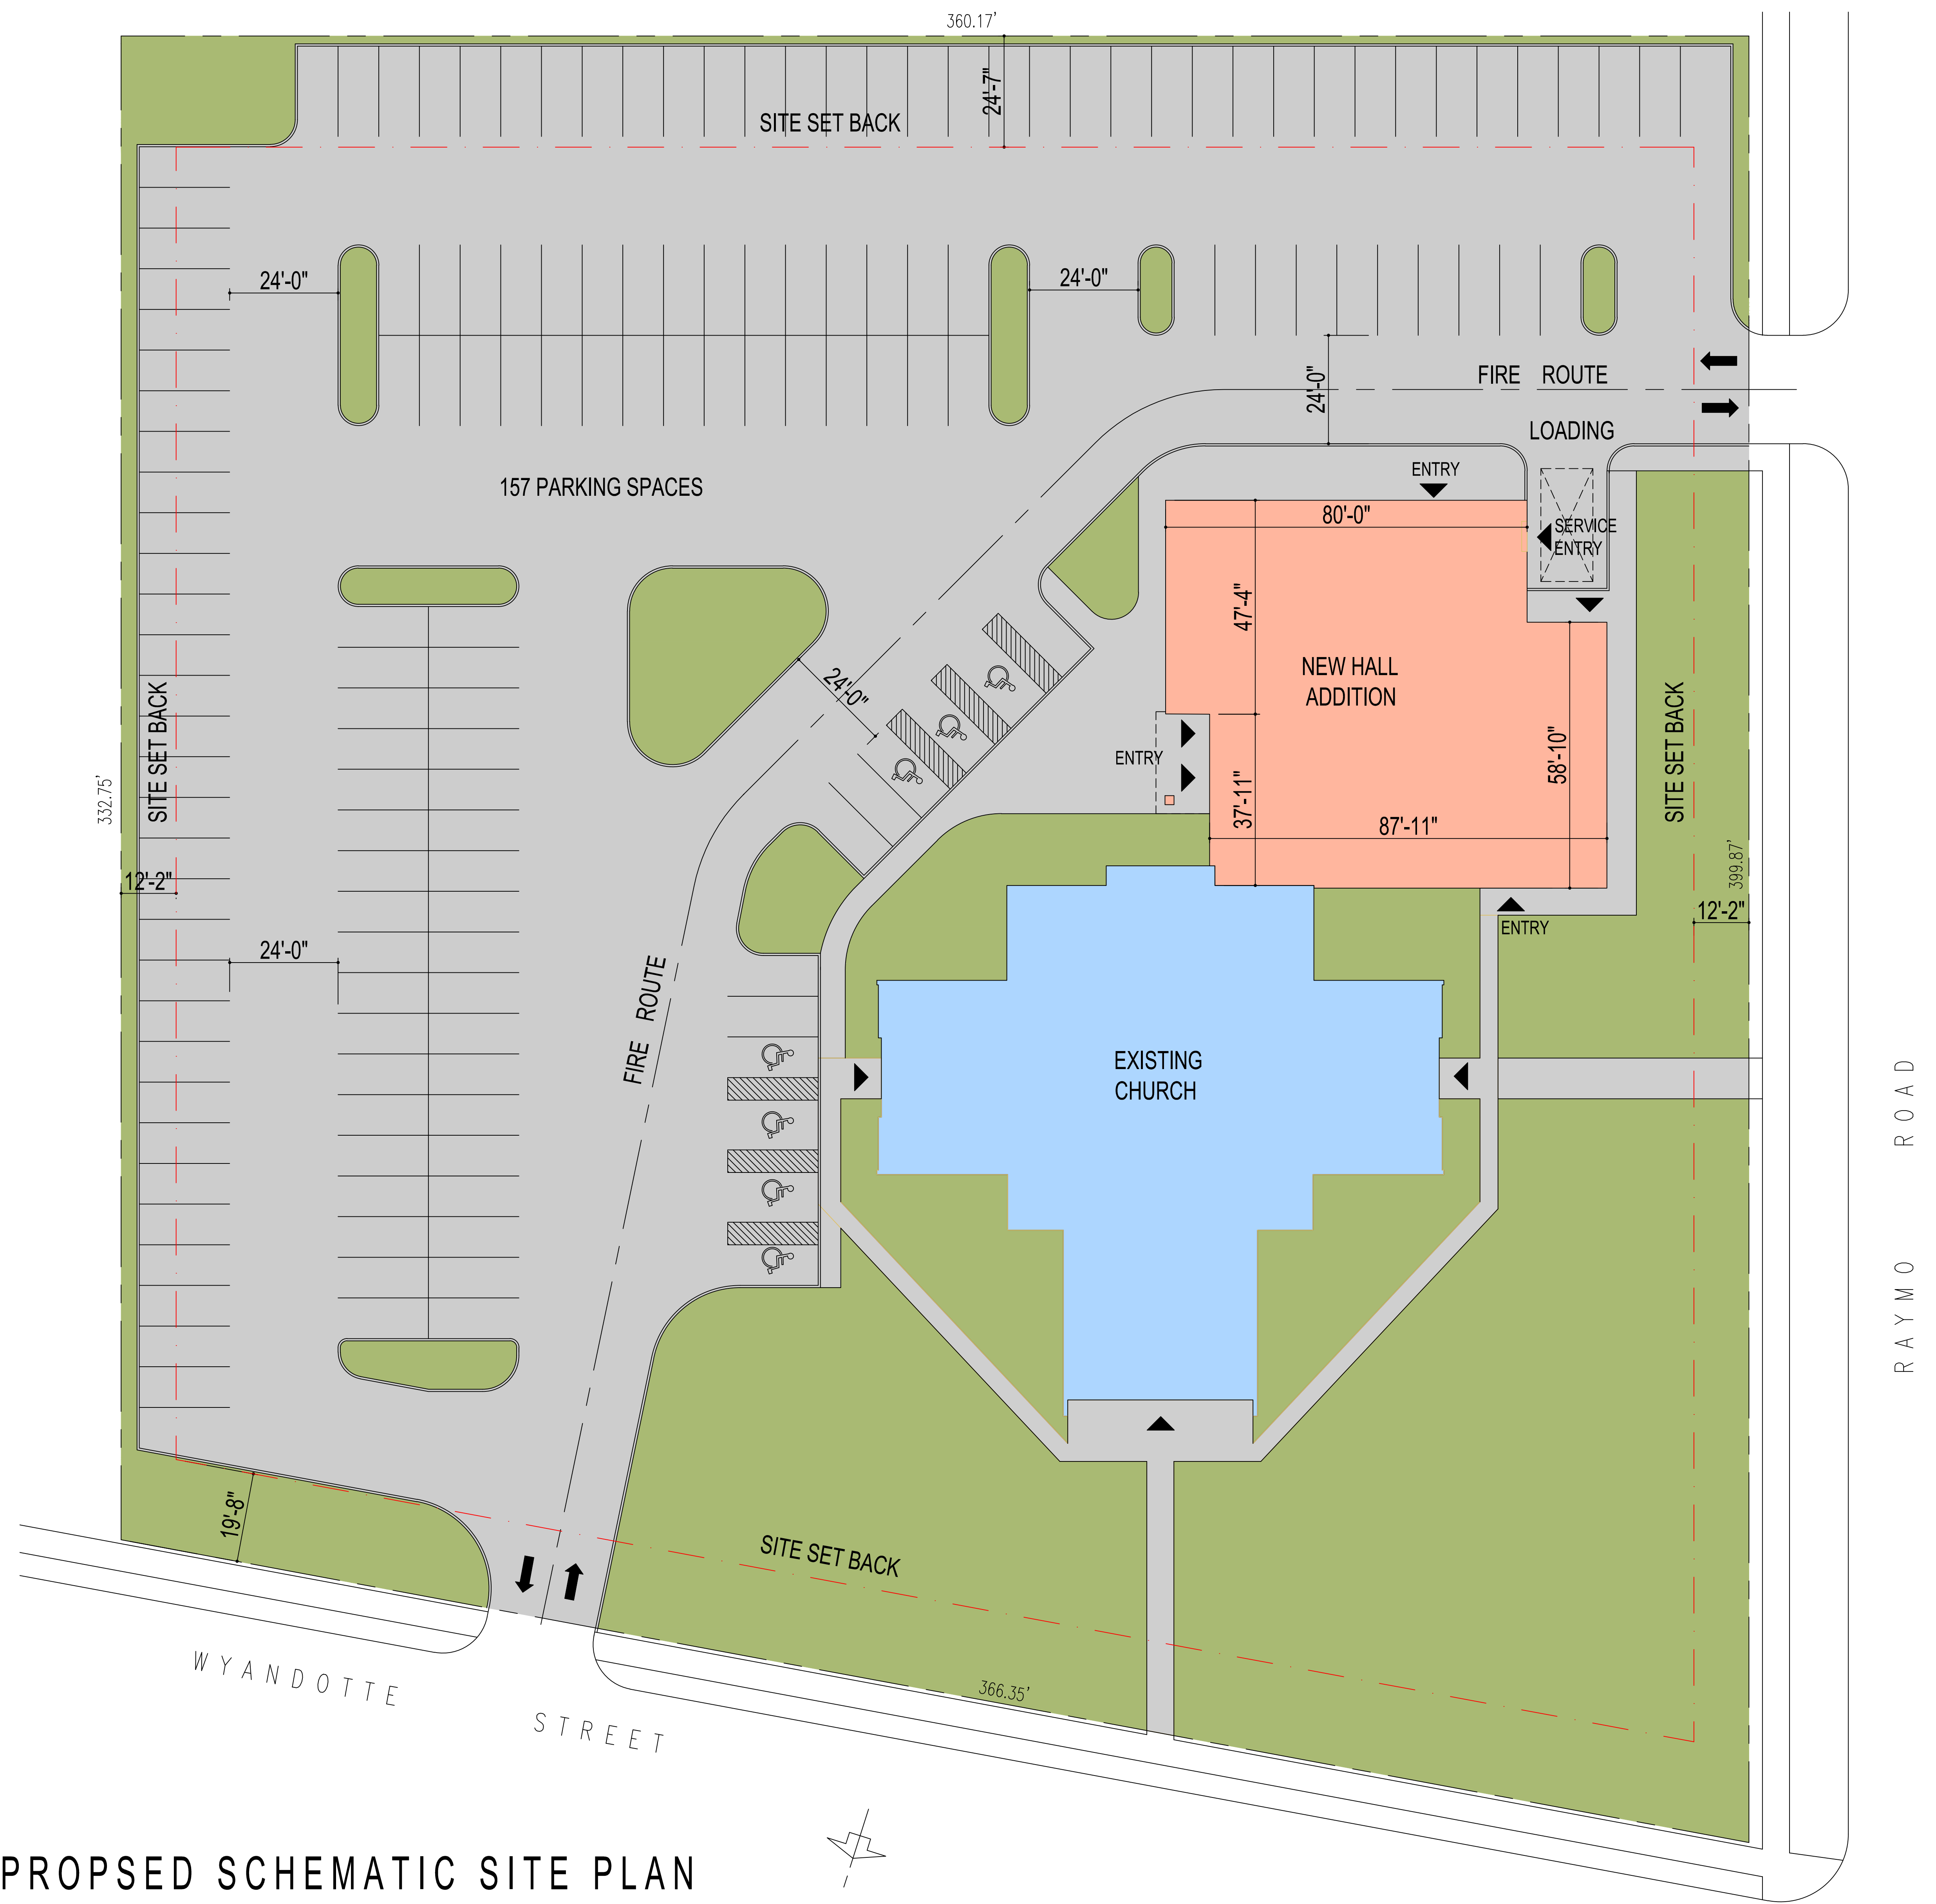 360.17'
24'-7"
SITE SET BACK
24'-0"
24'-0"
24'-0"
FIRE ROUTE
LOADING
ENTRY
157 PARKING SPACES
80'-0"
SERVICE
ENTRY
47'-4"
NEW HALL
ADDITION
24'-0"
SITE SET BACK
SITE SET BACK
332.75'
ENTRY
58'-10"
37'-11"
87'-11"
399.87'
12'-2"
12'-2"
ENTRY
24'-0"
FIRE ROUTE
EXISTING
CHURCH
RAYMO ROAD
19'-8"
SITE SET BACK
366.35'
WYANDOTTE STREET
PROPSED SCHEMATIC SITE PLAN